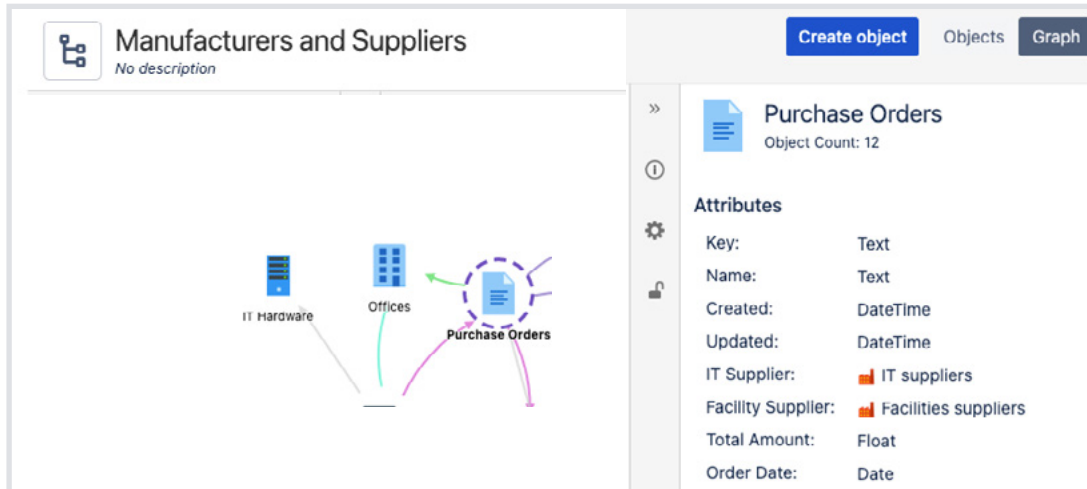 Manufacturers and Suppliers
No description
IT Hardware
Offices
Purchase Orders
Create object Objects Graph
Purchase Orders
Object Count: 12
Attributes
Key: Text
Name: Text
Created: DateTime
Updated: DateTime
IT Supplier: IT suppliers
Facility Supplier: Facilities suppliers
Total Amount: Float
Order Date: Date